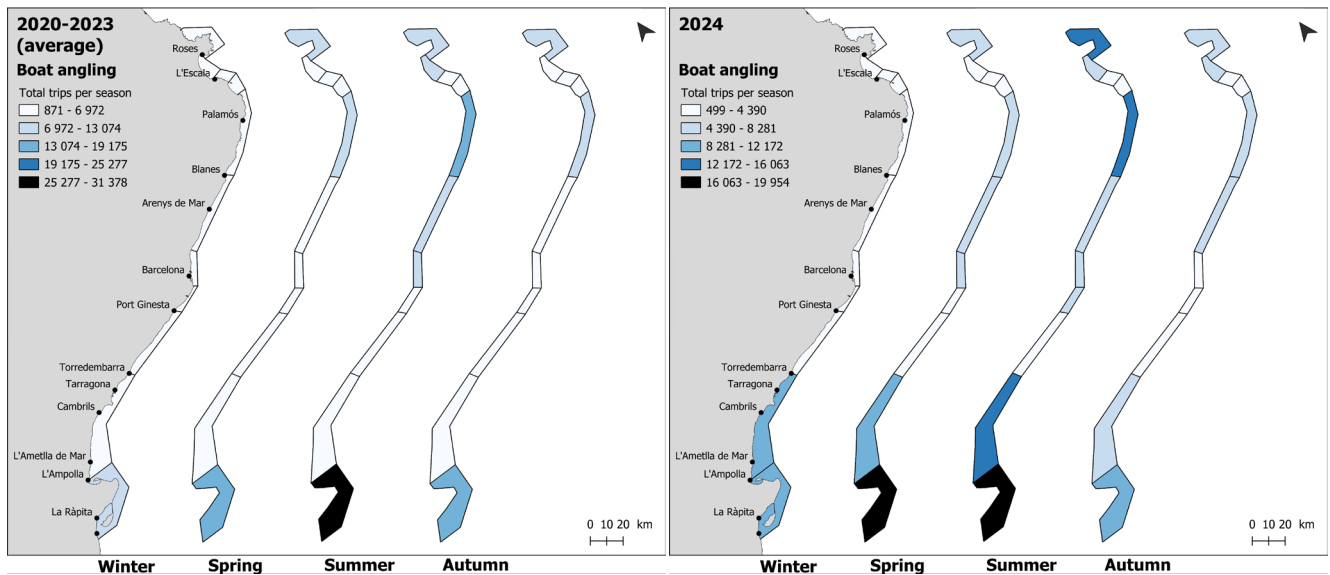 2020-2023
(average)
Boat angling
Total trips per season
871 - 6 972
6 972 - 13 074
13 074 - 19 175
19 175 - 25 277
25 277 - 31 378
Roses
L'Escala
Palamós
Blanes
Arenys de Mar
Barcelona
Port Ginesta
Torredembarra
Tarragona
Cambrils
L'Ametlla de Mar
L'Ampolla
La Ràpita
0 10 20 km
Winter Spring Summer Autumn
2024
Boat angling
Total trips per season
499 - 4 390
4 390 - 8 281
8 281 - 12 172
12 172 - 16 063
16 063 - 19 954
Roses
L'Escala
Palamós
Blanes
Arenys de Mar
Barcelona
Port Ginesta
Torredembarra
Tarragona
Cambrils
L'Ametlla de Mar
L'Ampolla
La Ràpita
0 10 20 km
Winter Spring Summer Autumn